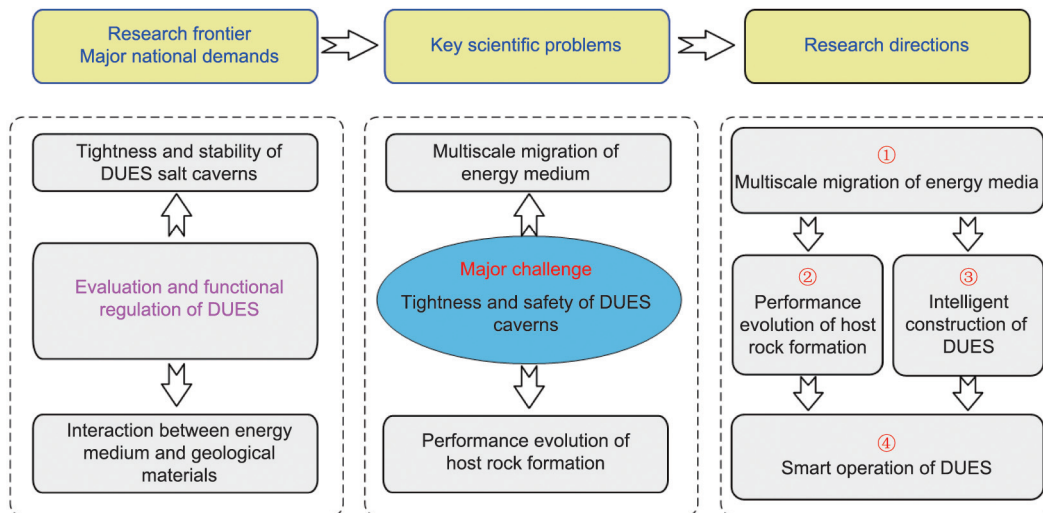 Research frontier
Major national demands
Key scientific problems
Research directions
Tightness and stability of
DUES salt caverns
Evaluation and functional
regulation of DUES
Interaction between energy
medium and geological
materials
Multiscale migration of
energy medium
Major challenge
Tightness and safety of DUES
caverns
Performance evolution of
host rock formation
①
Multiscale migration of energy media
②
Performance
evolution of host
rock formation
③
Intelligent
construction of
DUES
④
Smart operation of DUES